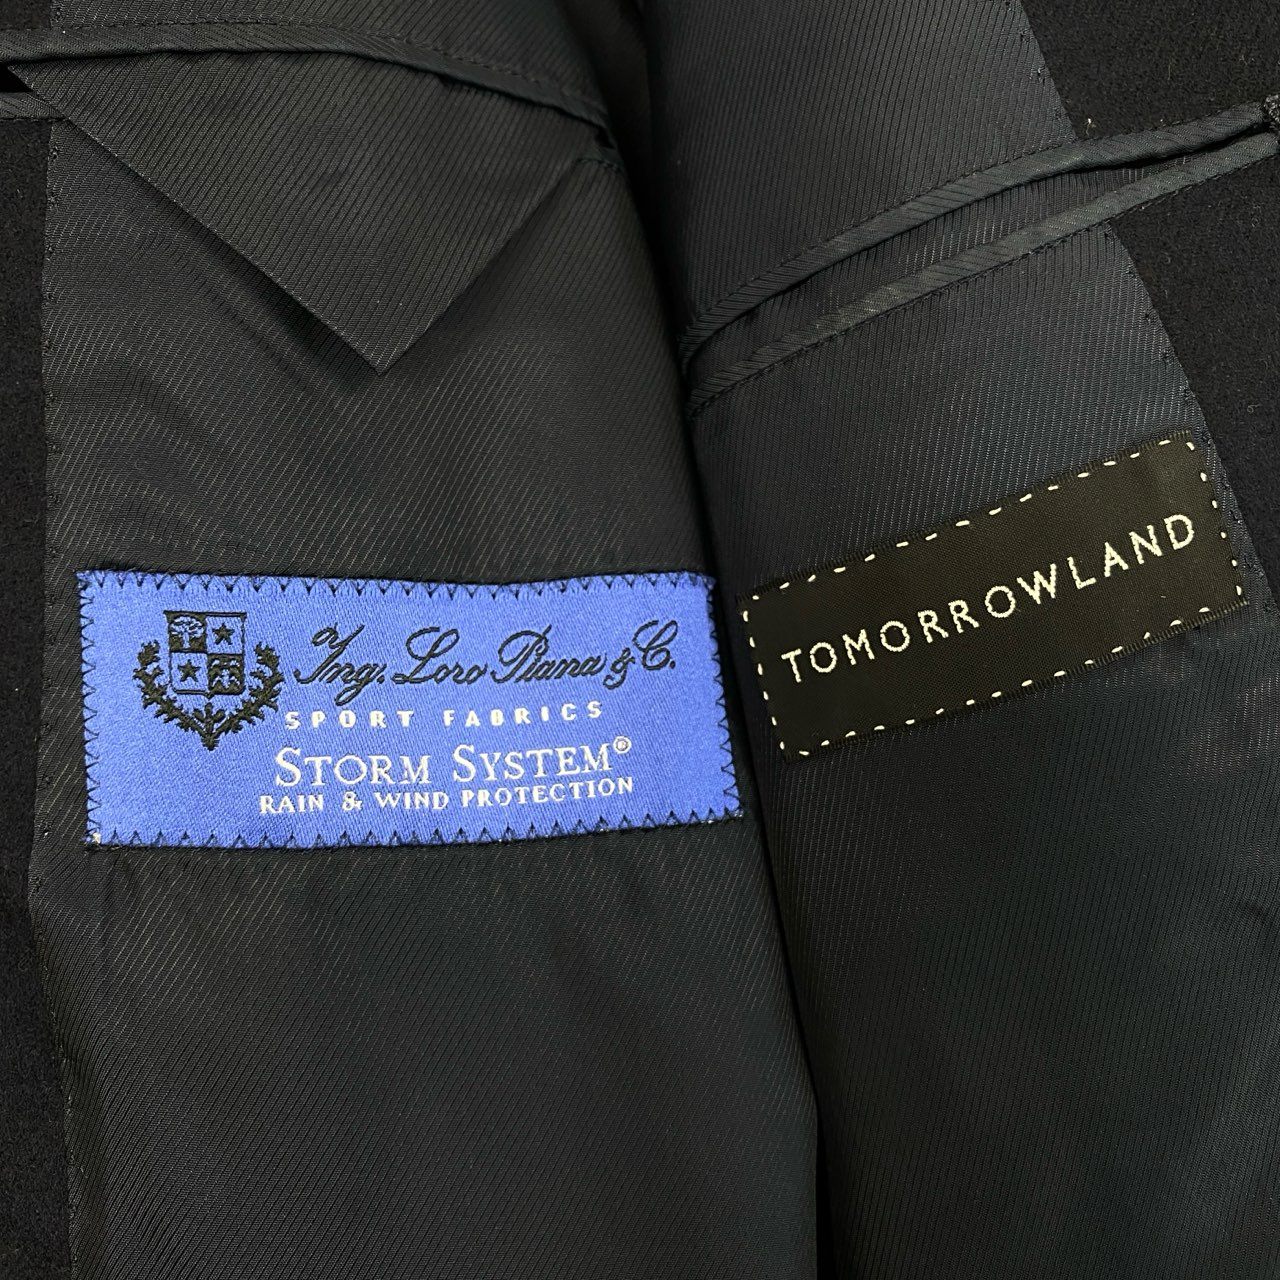 Ing. Loro Piana & C.
SPORT FABRICS
STORM SYSTEM®
RAIN & WIND PROTECTION
TOMORROWLAND